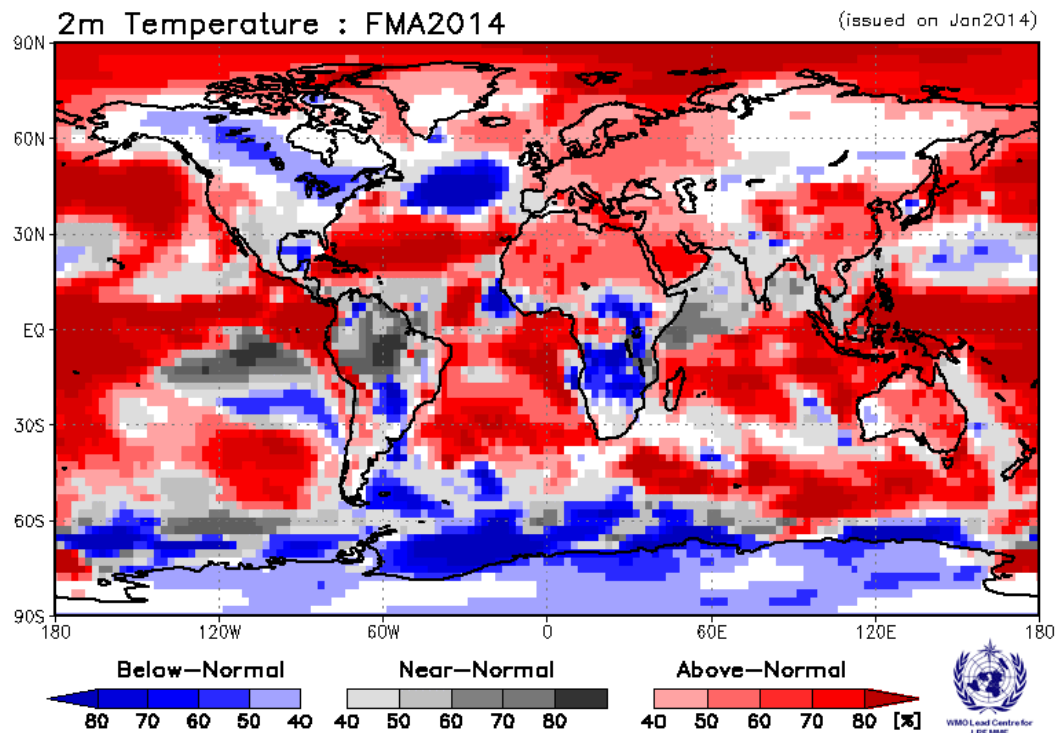 2m Temperature : FMA2014
(issued on Jan2014)
90N
60N
30N
EQ
30S
60S
90S
180 120W 60W 0 60E 120E 180
Below-Normal Near-Normal Above-Normal
80 70 60 50 40 40 50 60 70 80 40 50 60 70 80 [%]
WMO Lead Centre for
LRFMME